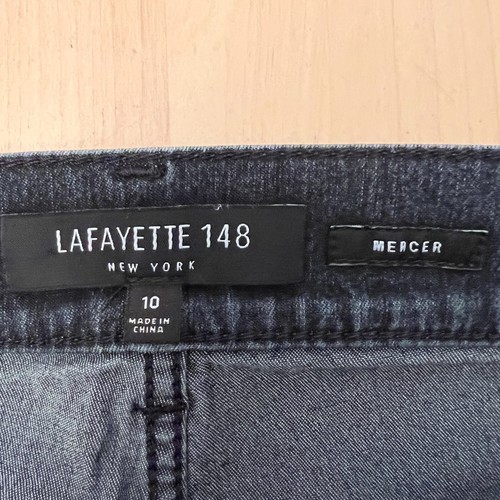 LAFAYETTE 148
NEW YORK
MERCER
10
MADE IN
CHINA